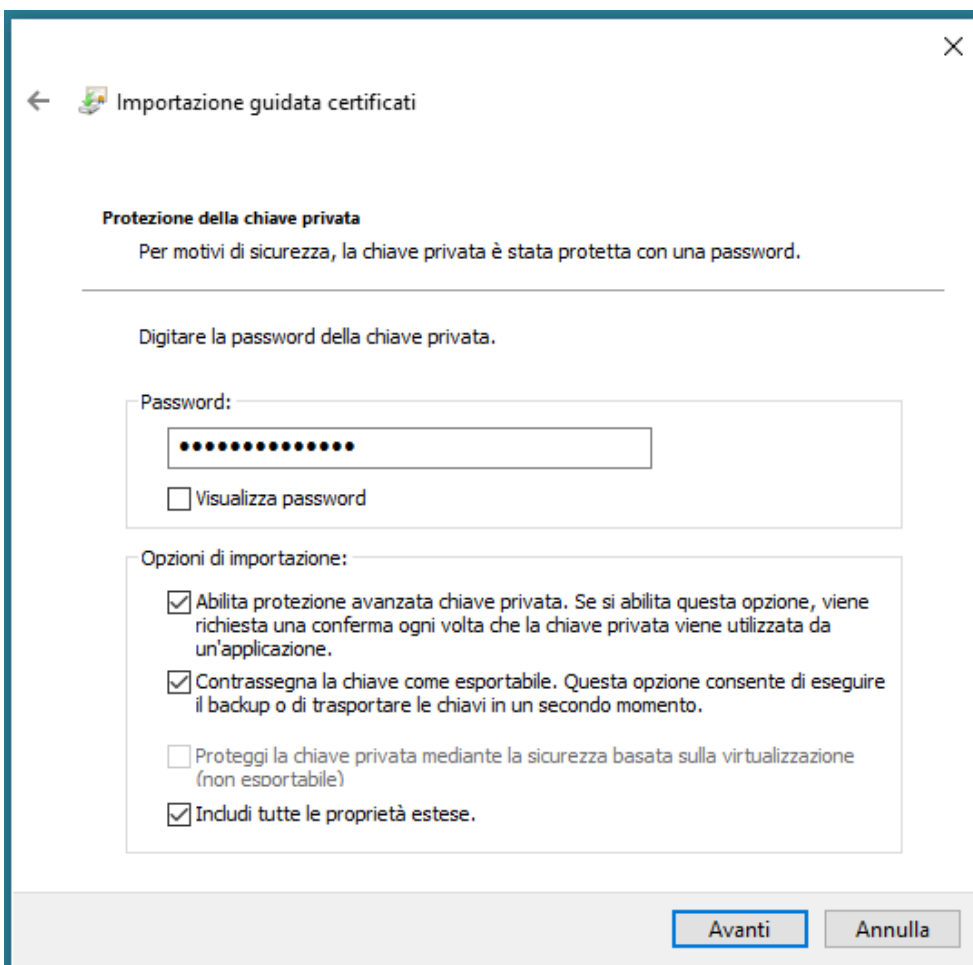 Importazione guidata certificati
Protezione della chiave privata
Per motivi di sicurezza, la chiave privata è stata protetta con una password.
Digitare la password della chiave privata.
Password:
••••••••••••••
Visualizza password
Opzioni di importazione:
Abilita protezione avanzata chiave privata. Se si abilita questa opzione, viene
richiesta una conferma ogni volta che la chiave privata viene utilizzata da
un'applicazione.
Contrassegna la chiave come esportabile. Questa opzione consente di eseguire
il backup o di trasportare le chiavi in un secondo momento.
Proteggi la chiave privata mediante la sicurezza basata sulla virtualizzazione
(non esportabile)
Includi tutte le proprietà estese.
Avanti
Annulla